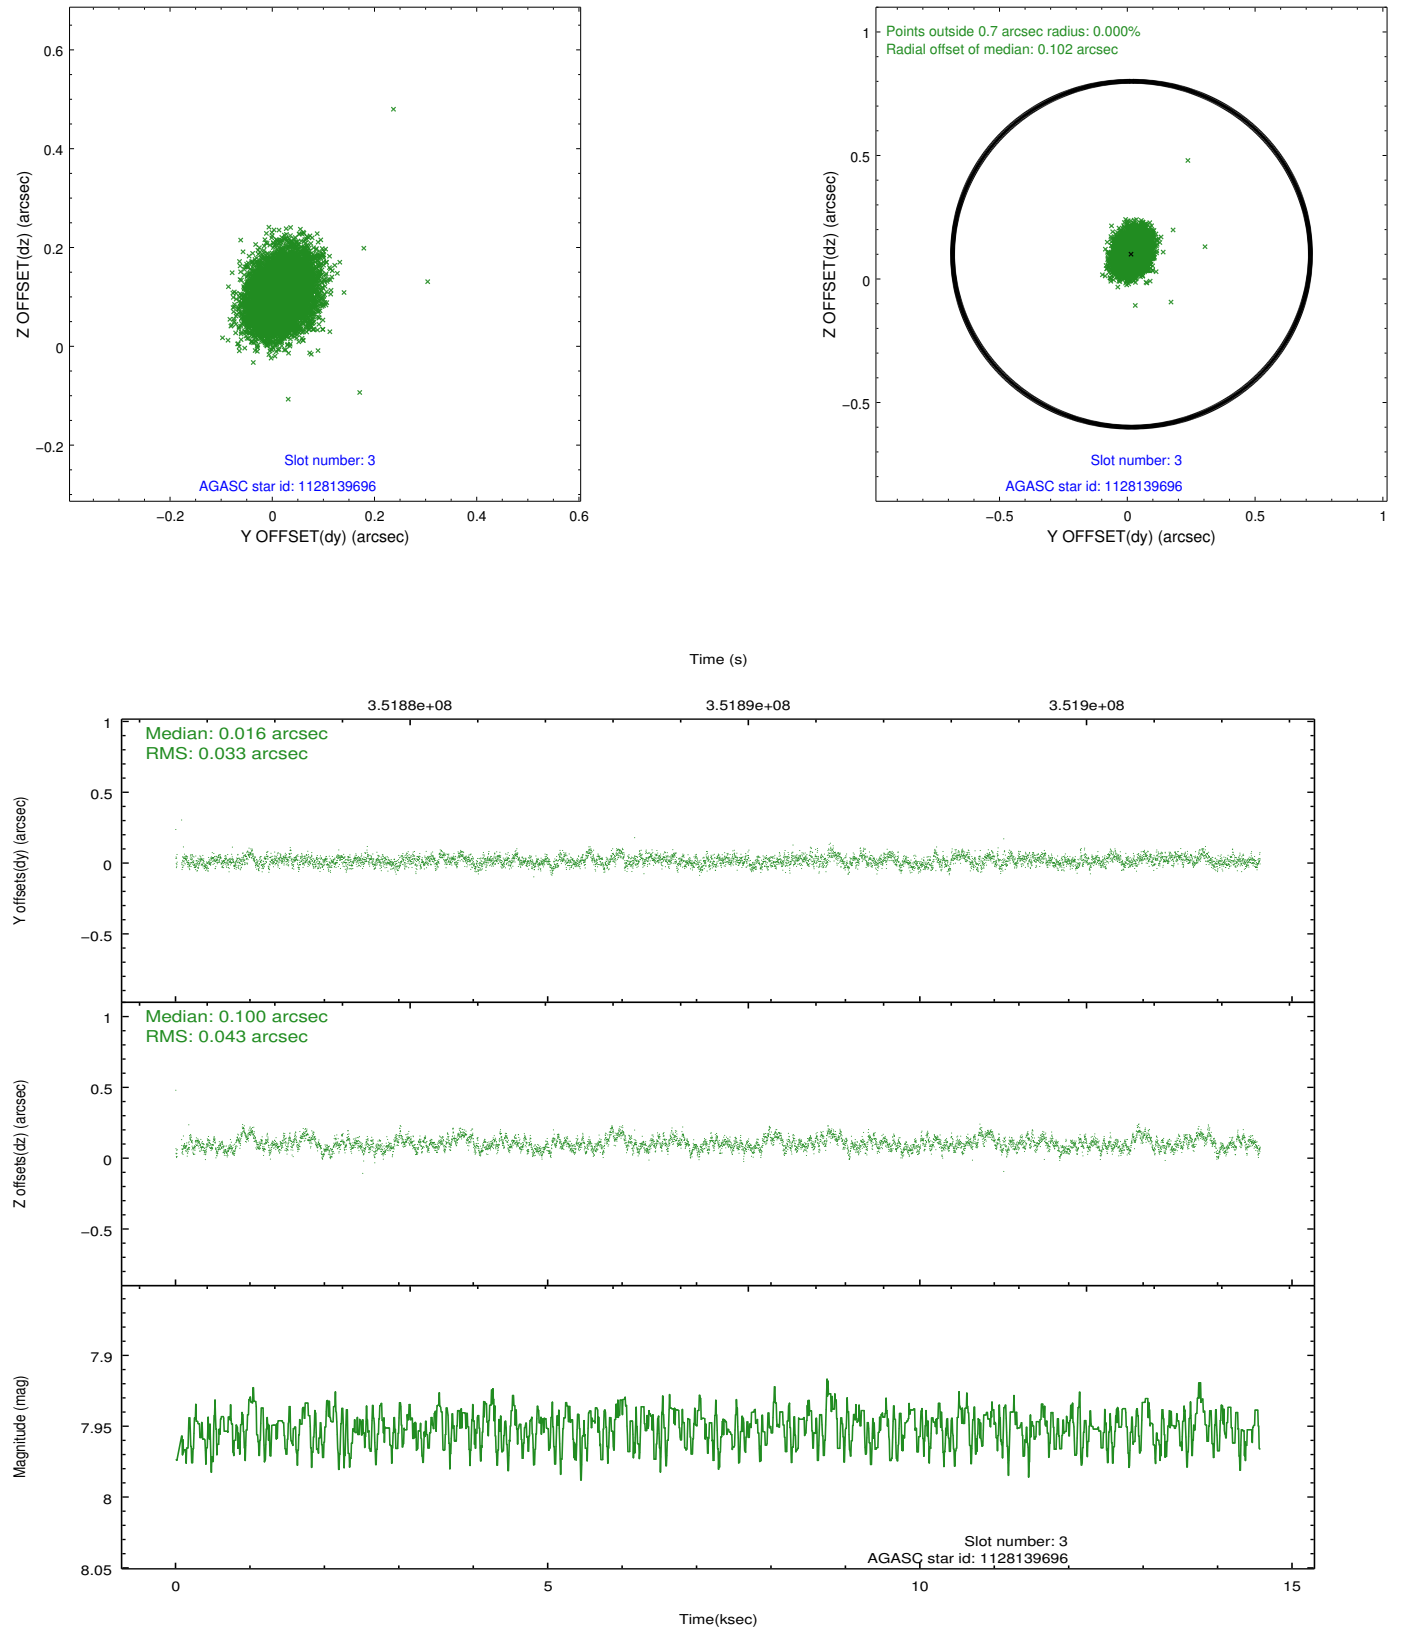 0.6
0.4
0.2
0
−0.2
Z OFFSET(dz) (arcsec)
Slot number: 3
AGASC star id: 1128139696
−0.2 0 0.2 0.4 0.6
Y OFFSET(dy) (arcsec)
Points outside 0.7 arcsec radius: 0.000%
Radial offset of median: 0.102 arcsec
1
0.5
0
−0.5
Z OFFSET(dz) (arcsec)
Slot number: 3
AGASC star id: 1128139696
−0.5 0 0.5 1
Y OFFSET(dy) (arcsec)
Time (s)
3.5188e+08 3.5189e+08 3.519e+08
Median: 0.016 arcsec
RMS: 0.033 arcsec
1
0.5
0
−0.5
Y offsets(dy) (arcsec)
Median: 0.100 arcsec
RMS: 0.043 arcsec
1
0.5
0
−0.5
Z offsets(dz) (arcsec)
7.9
7.95
8
8.05
Magnitude (mag)
Slot number: 3
AGASC star id: 1128139696
0 5 10 15
Time(ksec)